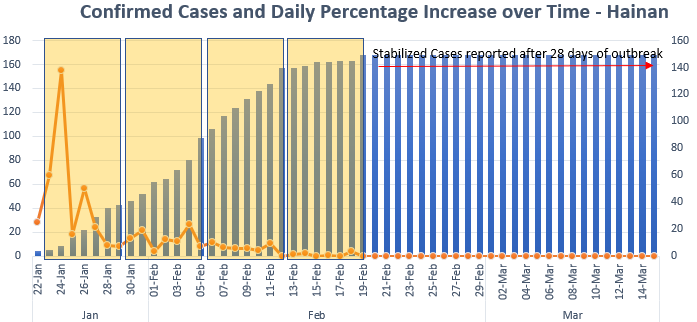 Confirmed Cases and Daily Percentage Increase over Time - Hainan
Stabilized Cases reported after 28 days of outbreak
180
160
140
120
100
80
60
40
20
0
160
140
120
100
80
60
40
20
0
22-Jan
24-Jan
26-Jan
28-Jan
30-Jan
01-Feb
03-Feb
05-Feb
07-Feb
09-Feb
11-Feb
13-Feb
15-Feb
17-Feb
19-Feb
21-Feb
23-Feb
25-Feb
27-Feb
29-Feb
02-Mar
04-Mar
06-Mar
08-Mar
10-Mar
12-Mar
14-Mar
Jan
Feb
Mar